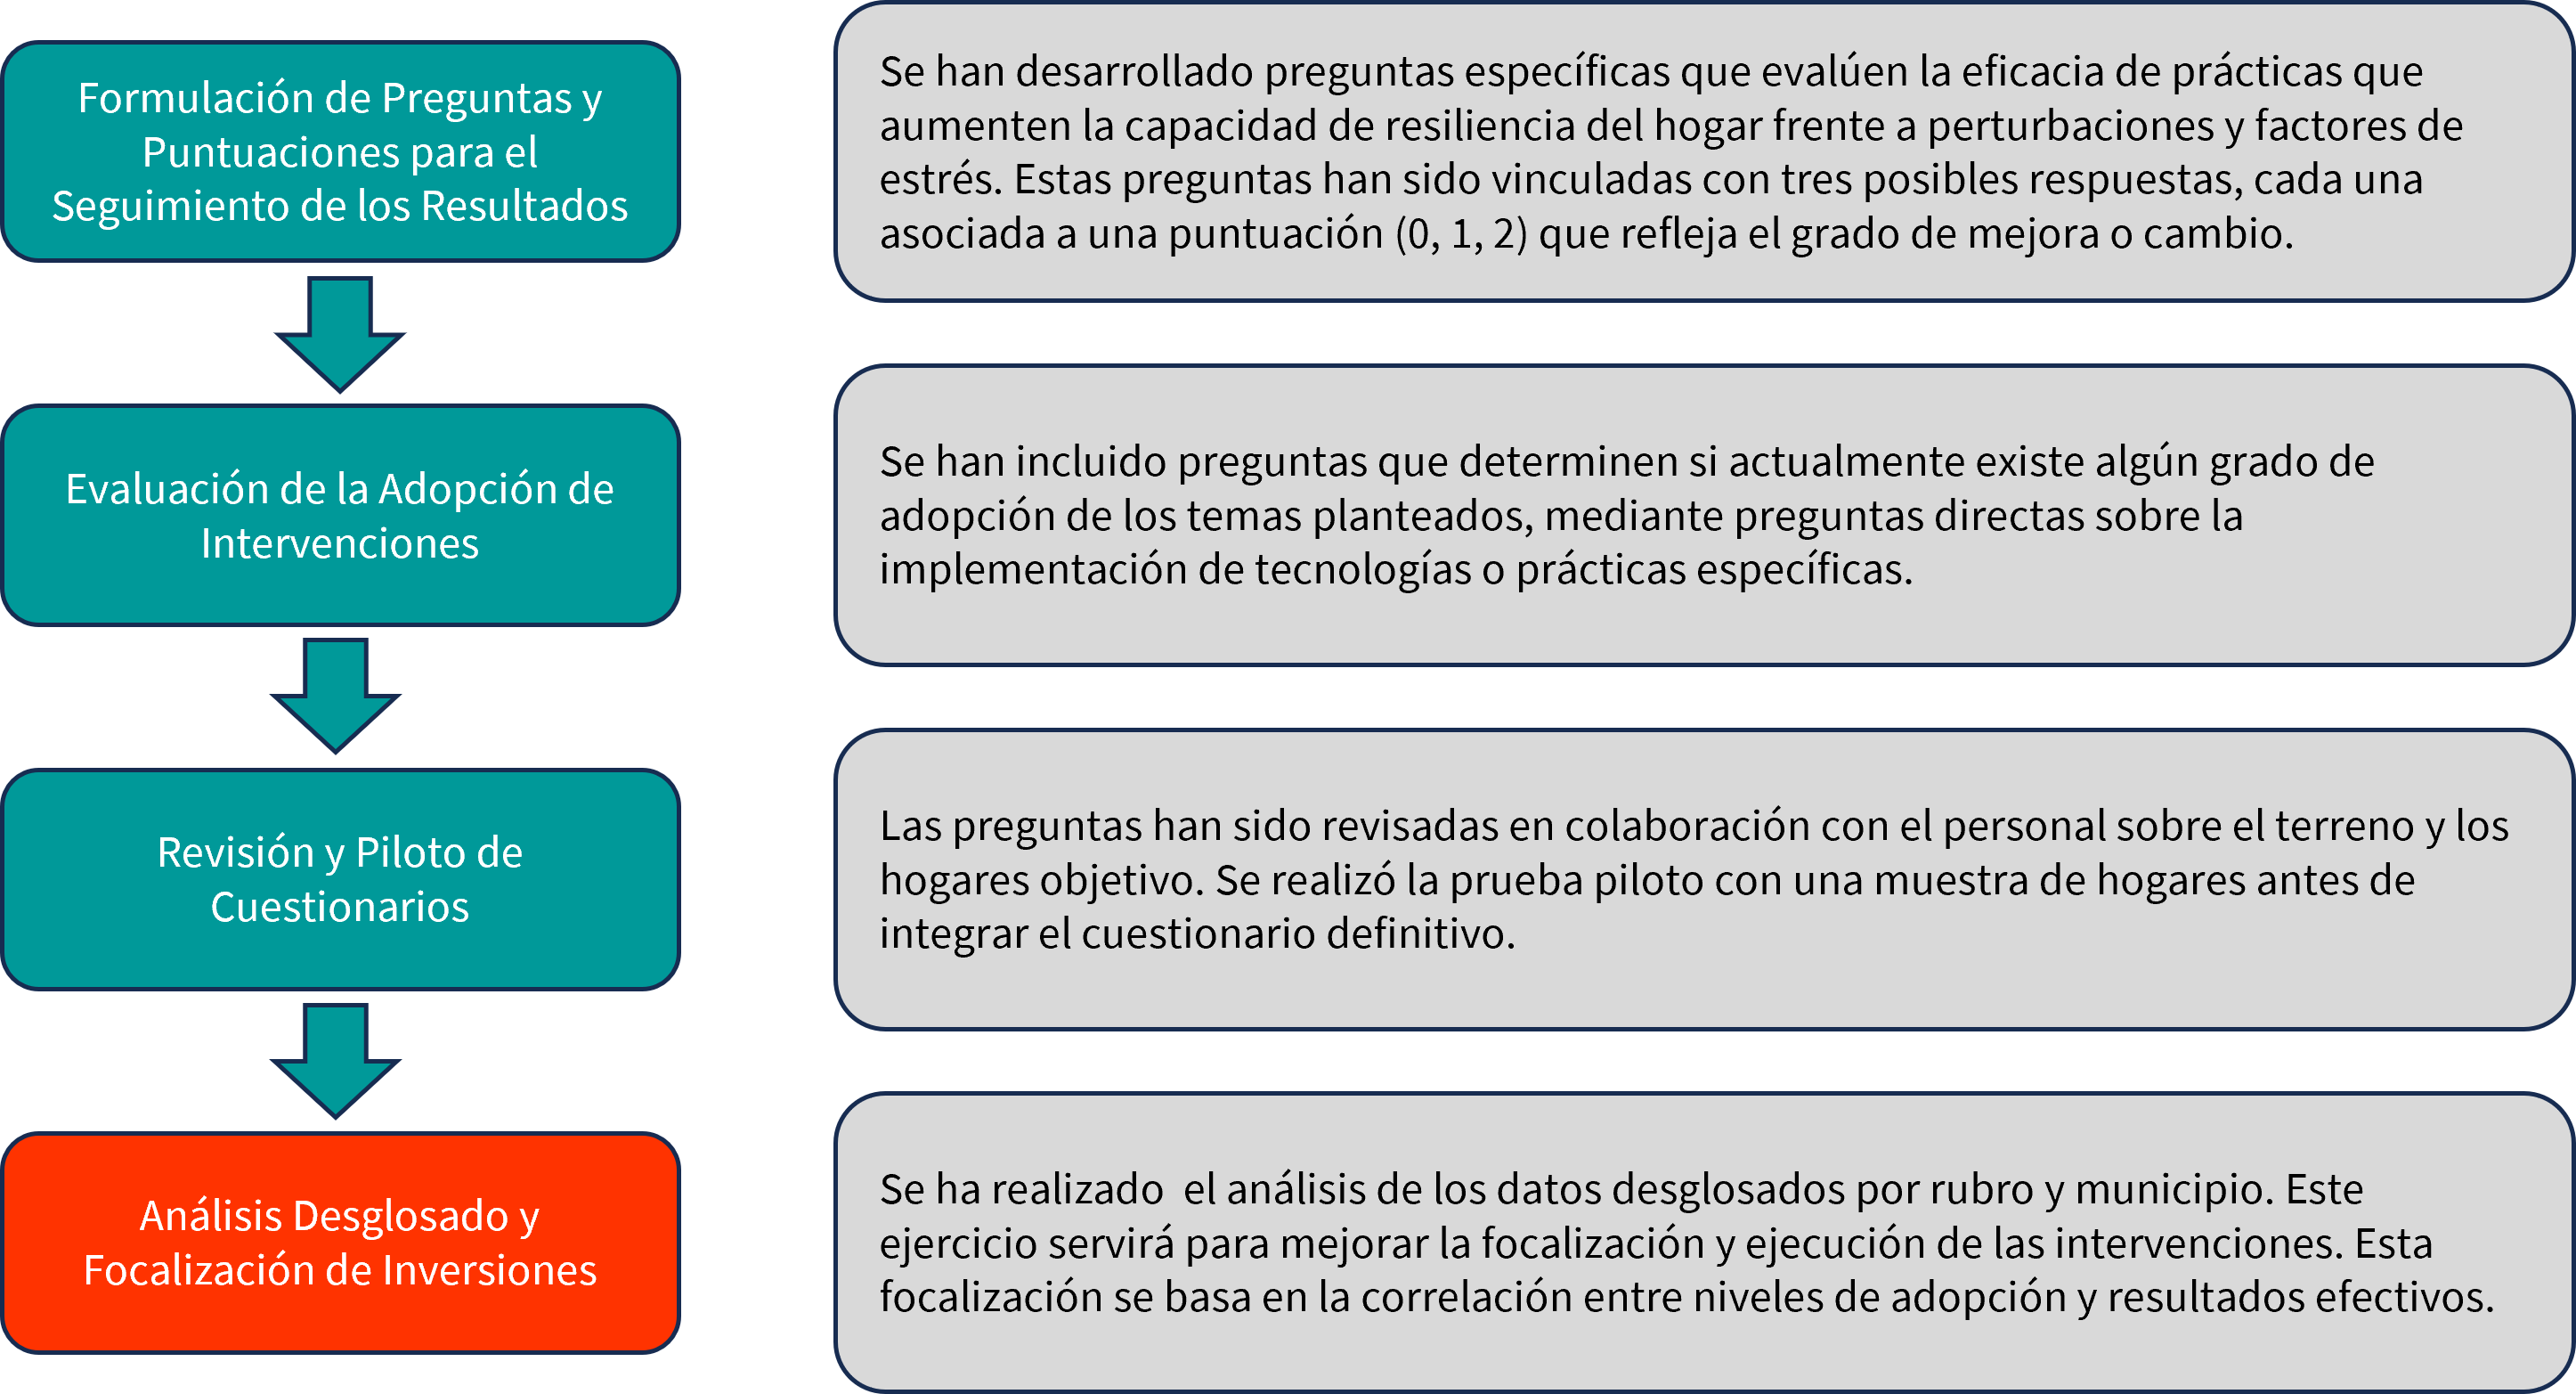 Formulación de Preguntas y
Puntuaciones para el
Seguimiento de los Resultados
Se han desarrollado preguntas específicas que evalúen la eficacia de prácticas que
aumenten la capacidad de resiliencia del hogar frente a perturbaciones y factores de
estrés. Estas preguntas han sido vinculadas con tres posibles respuestas, cada una
asociada a una puntuación (0, 1, 2) que refleja el grado de mejora o cambio.
Evaluación de la Adopción de
Intervenciones
Se han incluido preguntas que determinen si actualmente existe algún grado de
adopción de los temas planteados, mediante preguntas directas sobre la
implementación de tecnologías o prácticas específicas.
Revisión y Piloto de
Cuestionarios
Las preguntas han sido revisadas en colaboración con el personal sobre el terreno y los
hogares objetivo. Se realizó la prueba piloto con una muestra de hogares antes de
integrar el cuestionario definitivo.
Análisis Desglosado y
Focalización de Inversiones
Se ha realizado  el análisis de los datos desglosados por rubro y municipio. Este
ejercicio servirá para mejorar la focalización y ejecución de las intervenciones. Esta
focalización se basa en la correlación entre niveles de adopción y resultados efectivos.